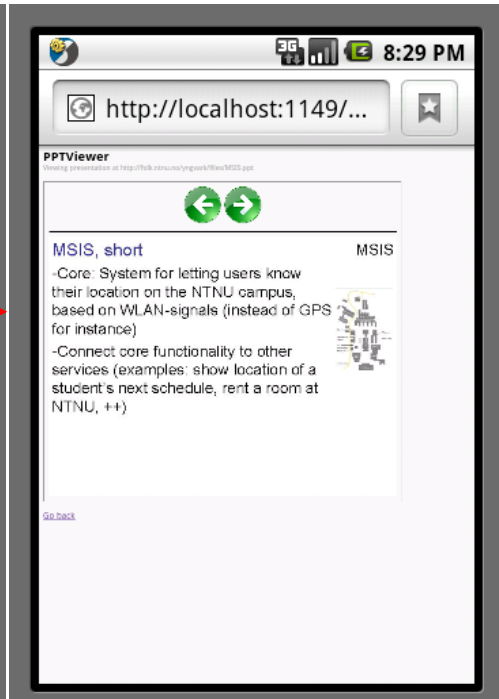 3G 8:29 PM
http://localhost:1149/...
PPTViewer
Viewing presentation at http://folk.ntnu.no/yngvark/files/MSIS.ppt
MSIS, short MSIS
-Core: System for letting users know
their location on the NTNU campus,
based on WLAN-signals (instead of GPS
for instance)
-Connect core functionality to other
services (examples: show location of a
student's next schedule, rent a room at
NTNU, ++)
Go back